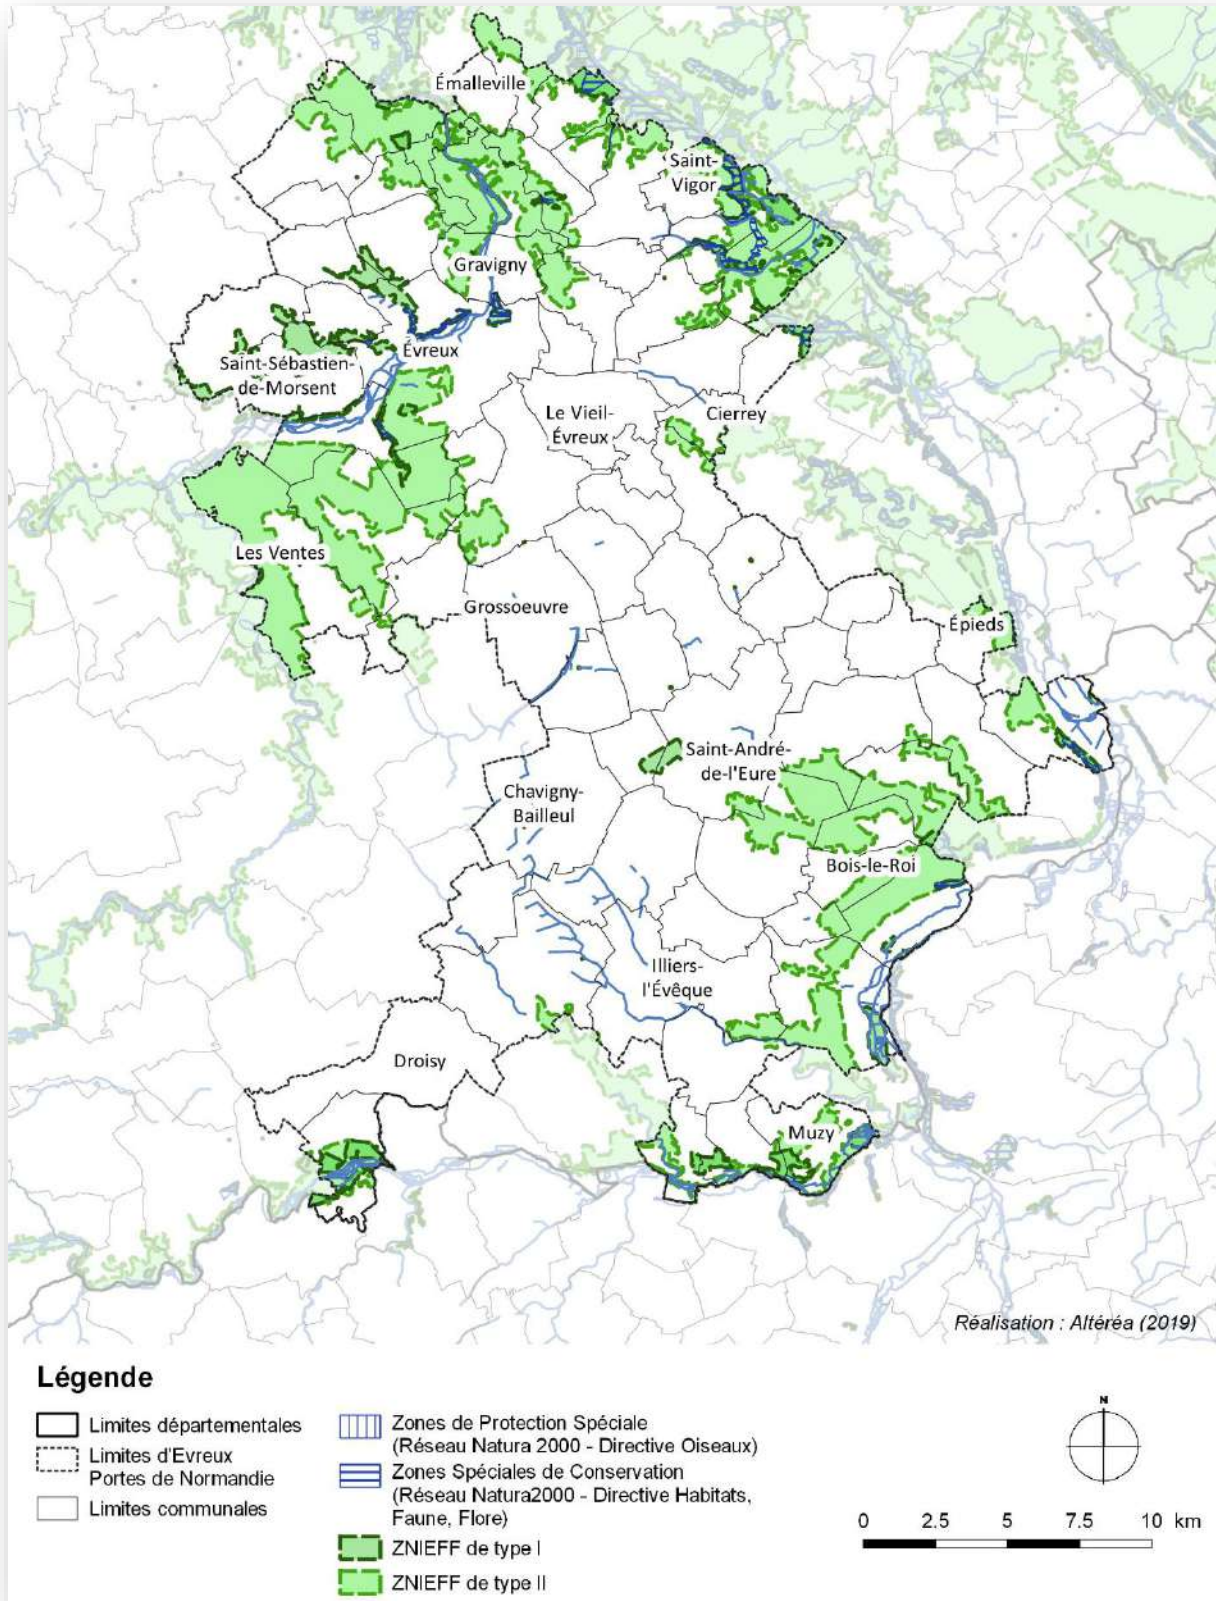 Émalleville
Saint-
Vigor
Gravigny
Évreux
Saint-Sébastien-
de-Morsent
Le Vieil-
Évreux
Cierrey
Les Ventes
Grossoeuvre
Épieds
Saint-André-
de-l'Eure
Chavigny-
Bailleul
Bois-le-Roi
Illiers-
l'Évêque
Droisy
Muzy
Réalisation : Altéréa (2019)
Légende
Limites départementales
Limites d'Evreux
Portes de Normandie
Limites communales
Zones de Protection Spéciale
(Réseau Natura 2000 - Directive Oiseaux)
Zones Spéciales de Conservation
(Réseau Natura2000 - Directive Habitats,
Faune, Flore)
ZNIEFF de type I
ZNIEFF de type II
N
0 2.5 5 7.5 10 km